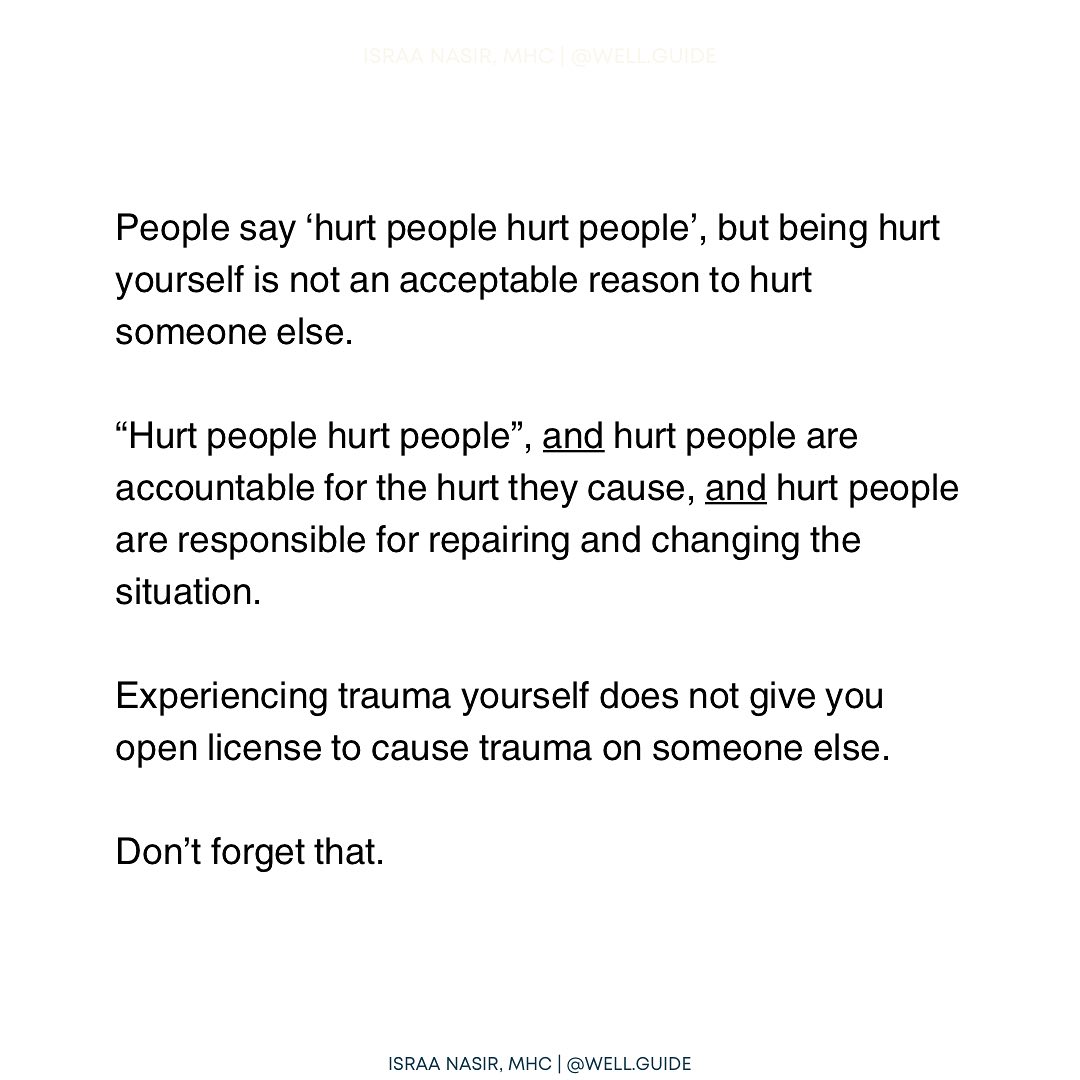 ISRAA NASIR, MHC | @WELL.GUIDE
People say ‘hurt people hurt people’, but being hurt
yourself is not an acceptable reason to hurt
someone else.
“Hurt people hurt people”, and hurt people are
accountable for the hurt they cause, and hurt people
are responsible for repairing and changing the
situation.
Experiencing trauma yourself does not give you
open license to cause trauma on someone else.
Don’t forget that.
ISRAA NASIR, MHC | @WELL.GUIDE